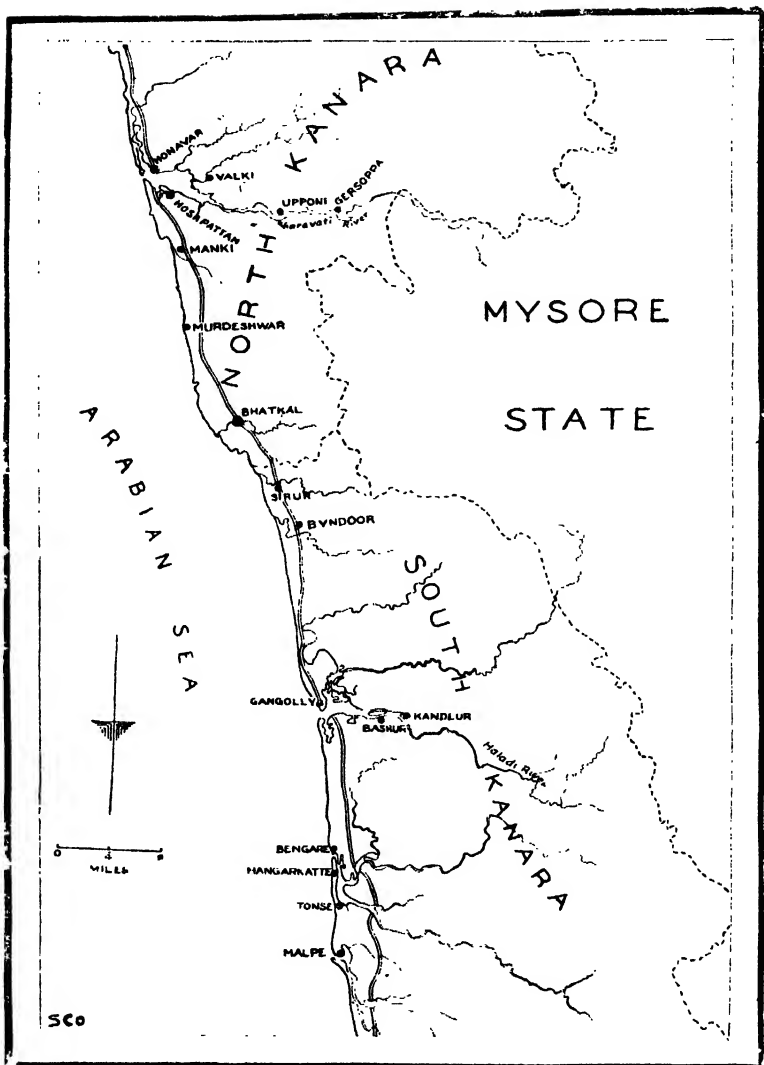 NORTH KANARA
HONAVAR
VALKI
HOSAPATTAN
UPPONI
GERSOPPA
Sharavati River
MANKI
MYSORE
STATE
MURDESHWAR
BHATKAL
ARABIAN SEA
SIRUR
BYNDOOR
SOUTH KANARA
GANGOLLY
KANDLUR
BASRUR
Haladi River
0 4 8
MILES
BENGARE
HANGARKATTE
TONSE
MALPE
SCO